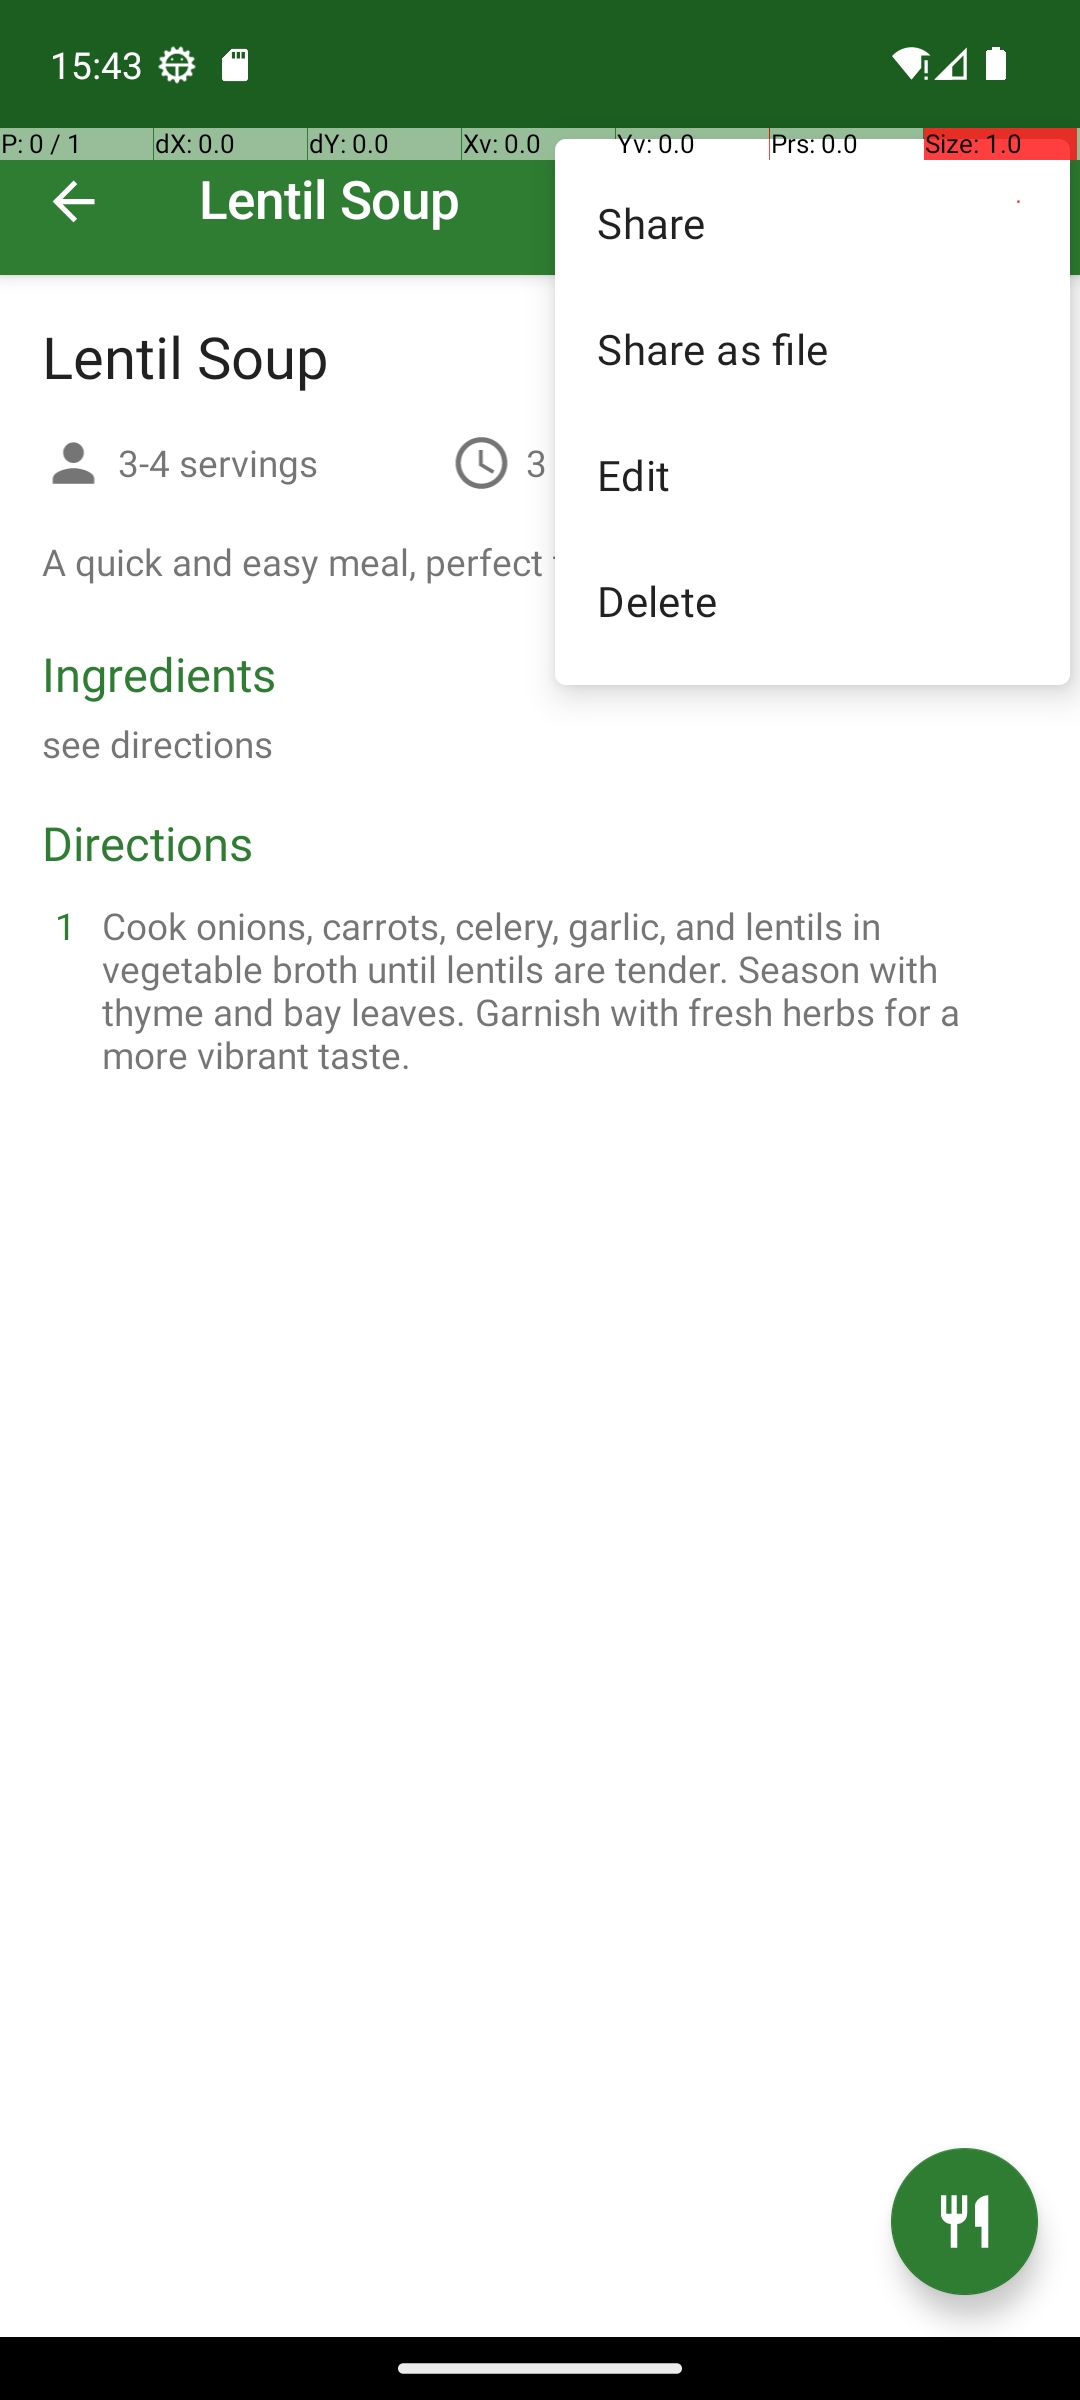 15:43
P: 0 / 1 dX: 0.0 dY: 0.0 Xv: 0.0 Yv: 0.0 Prs: 0.0 Size: 1.0
Lentil Soup
Share
Share as file
Edit
Delete
Lentil Soup
3-4 servings
3
A quick and easy meal, perfect
Ingredients
see directions
Directions
1 Cook onions, carrots, celery, garlic, and lentils in
vegetable broth until lentils are tender. Season with
thyme and bay leaves. Garnish with fresh herbs for a
more vibrant taste.